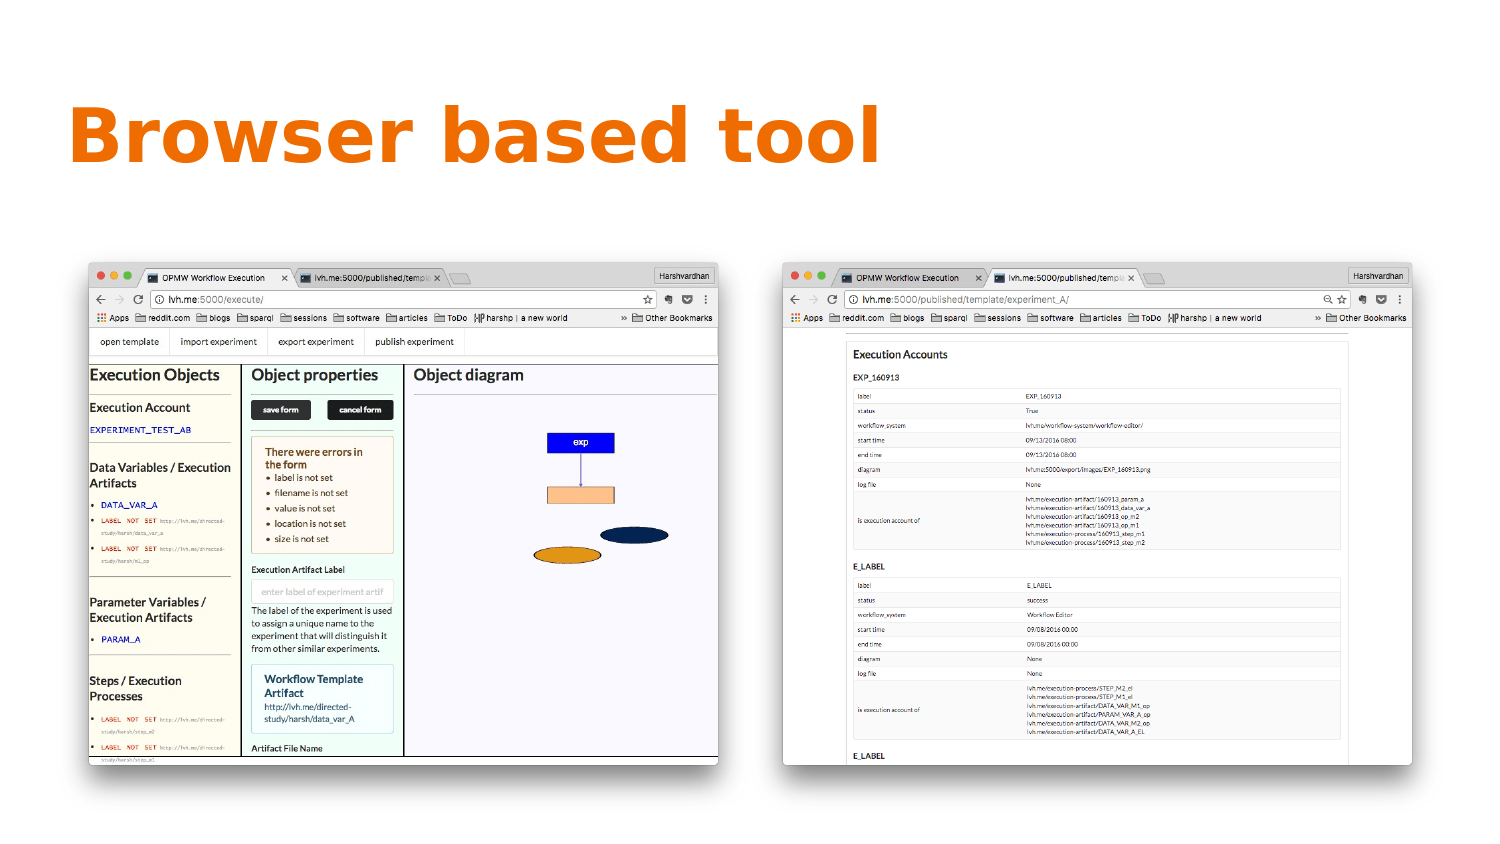 Browser based tool
OPMW Workflow Execution
lvh.me:5000/published/templ
Harshvardhan
lvh.me:5000/execute/
Apps reddit.com blogs sparql sessions software articles ToDo harshp | a new world » Other Bookmarks
open template import experiment export experiment publish experiment
Execution Objects
Execution Account
EXPERIMENT_TEST_AB
Data Variables / Execution
Artifacts
DATA_VAR_A
LABEL NOT SET http://lvh.me/directed-
study/harsh/data_var_a
LABEL NOT SET http://lvh.me/directed-
study/harsh/m1_op
Parameter Variables /
Execution Artifacts
PARAM_A
Steps / Execution
Processes
LABEL NOT SET http://lvh.me/directed-
study/harsh/step_m2
LABEL NOT SET http://lvh.me/directed-
study/harsh/step_m1
Object properties
save form cancel form
There were errors in
the form
label is not set
filename is not set
value is not set
location is not set
size is not set
Execution Artifact Label
enter label of experiment artif
The label of the experiment is used
to assign a unique name to the
experiment that will distinguish it
from other similar experiments.
Workflow Template
Artifact
http://lvh.me/directed-
study/harsh/data_var_A
Artifact File Name
Object diagram
exp
OPMW Workflow Execution
lvh.me:5000/published/templ
Harshvardhan
lvh.me:5000/published/template/experiment_A/
Apps reddit.com blogs sparql sessions software articles ToDo harshp | a new world » Other Bookmarks
Execution Accounts
EXP_160913
label EXP_160913
status True
workflow_system lvh.me/workflow-system/workflow-editor/
start time 09/13/2016 08:00
end time 09/13/2016 08:00
diagram lvh.me:5000/export/images/EXP_160913.png
log file None
is execution account of
lvh.me/execution-artifact/160913_param_a
lvh.me/execution-artifact/160913_data_var_a
lvh.me/execution-artifact/160913_op_m2
lvh.me/execution-artifact/160913_op_m1
lvh.me/execution-process/160913_step_m1
lvh.me/execution-process/160913_step_m2
E_LABEL
label E_LABEL
status success
workflow_system Workflow Editor
start time 09/08/2016 00:00
end time 09/08/2016 00:00
diagram None
log file None
is execution account of
lvh.me/execution-process/STEP_M2_el
lvh.me/execution-process/STEP_M1_el
lvh.me/execution-artifact/DATA_VAR_M1_op
lvh.me/execution-artifact/PARAM_VAR_A_op
lvh.me/execution-artifact/DATA_VAR_M2_op
lvh.me/execution-artifact/DATA_VAR_A_EL
E_LABEL